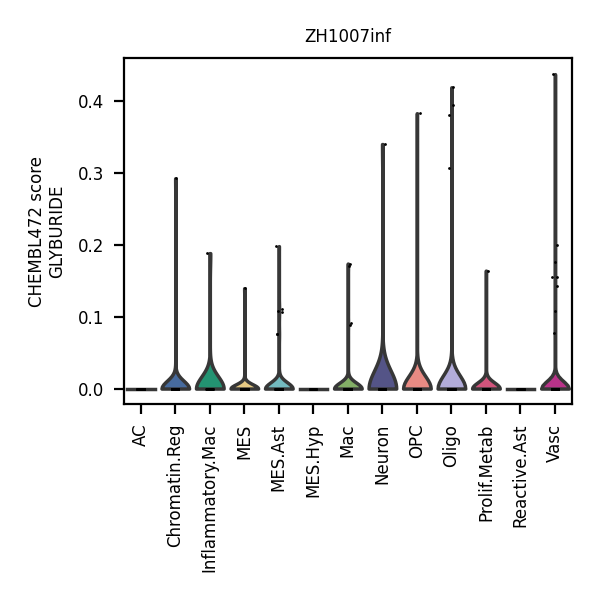 ZH1007inf
CHEMBL472 score
GLYBURIDE
0.4
0.3
0.2
0.1
0.0
AC
Chromatin.Reg
Inflammatory.Mac
MES
MES.Ast
MES.Hyp
Mac
Neuron
OPC
Oligo
Prolif.Metab
Reactive.Ast
Vasc